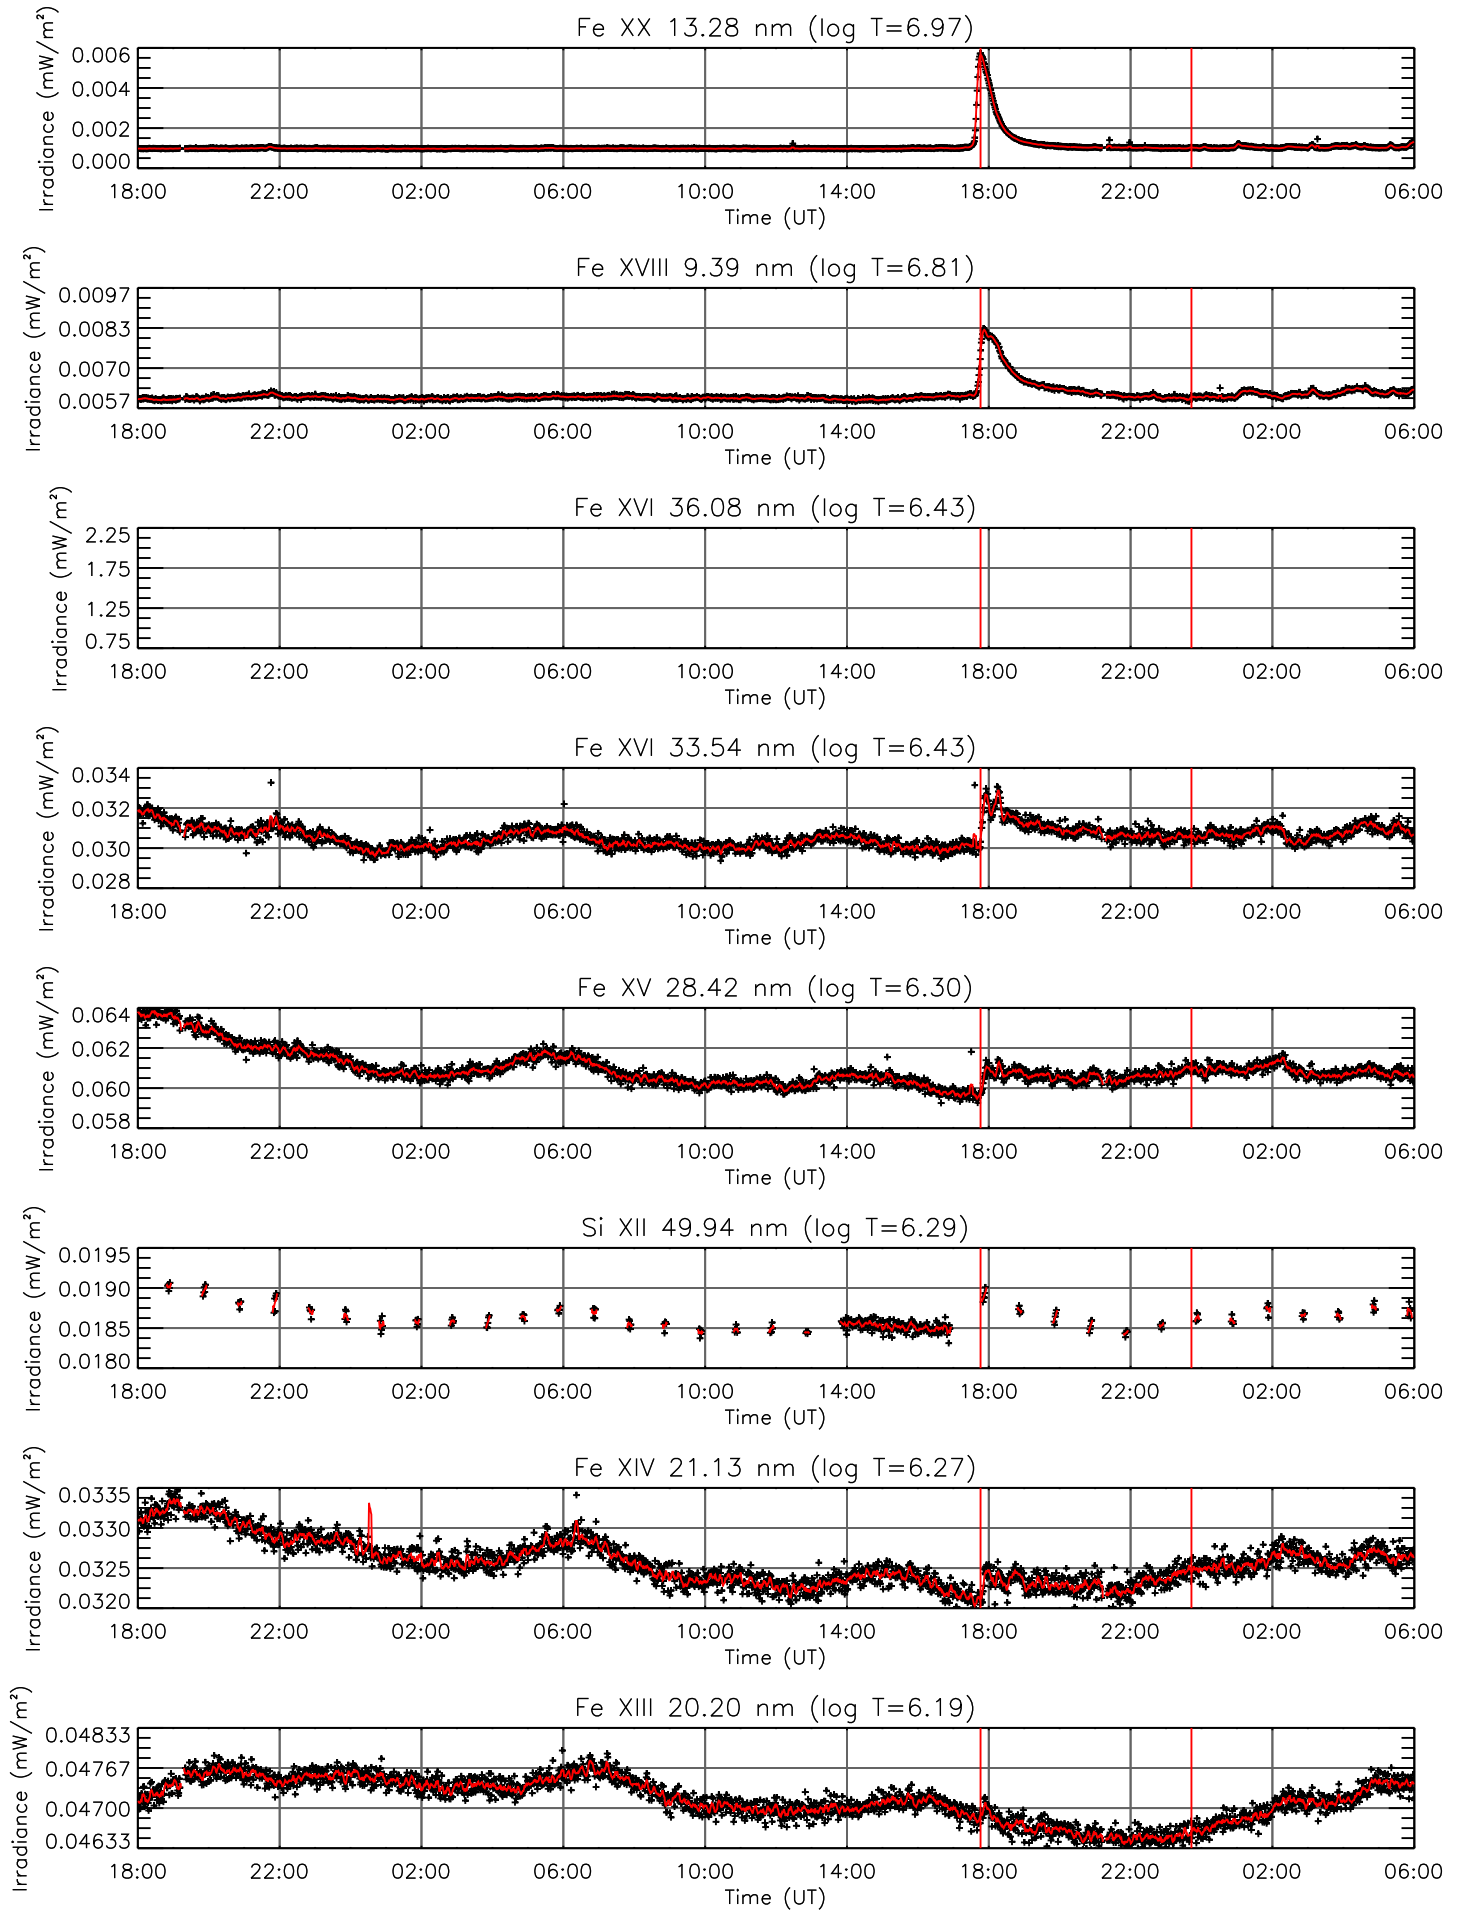 Fe XX 13.28 nm (log T=6.97)
Irradiance (mW/m²)
0.006
0.004
0.002
0.000
18:00 22:00 02:00 06:00 10:00 14:00 18:00 22:00 02:00 06:00
Time (UT)
Fe XVIII 9.39 nm (log T=6.81)
Irradiance (mW/m²)
0.0097
0.0083
0.0070
0.0057
18:00 22:00 02:00 06:00 10:00 14:00 18:00 22:00 02:00 06:00
Time (UT)
Fe XVI 36.08 nm (log T=6.43)
Irradiance (mW/m²)
2.25
1.75
1.25
0.75
18:00 22:00 02:00 06:00 10:00 14:00 18:00 22:00 02:00 06:00
Time (UT)
Fe XVI 33.54 nm (log T=6.43)
Irradiance (mW/m²)
0.034
0.032
0.030
0.028
18:00 22:00 02:00 06:00 10:00 14:00 18:00 22:00 02:00 06:00
Time (UT)
Fe XV 28.42 nm (log T=6.30)
Irradiance (mW/m²)
0.064
0.062
0.060
0.058
18:00 22:00 02:00 06:00 10:00 14:00 18:00 22:00 02:00 06:00
Time (UT)
Si XII 49.94 nm (log T=6.29)
Irradiance (mW/m²)
0.0195
0.0190
0.0185
0.0180
18:00 22:00 02:00 06:00 10:00 14:00 18:00 22:00 02:00 06:00
Time (UT)
Fe XIV 21.13 nm (log T=6.27)
Irradiance (mW/m²)
0.0335
0.0330
0.0325
0.0320
18:00 22:00 02:00 06:00 10:00 14:00 18:00 22:00 02:00 06:00
Time (UT)
Fe XIII 20.20 nm (log T=6.19)
Irradiance (mW/m²)
0.04833
0.04767
0.04700
0.04633
18:00 22:00 02:00 06:00 10:00 14:00 18:00 22:00 02:00 06:00
Time (UT)